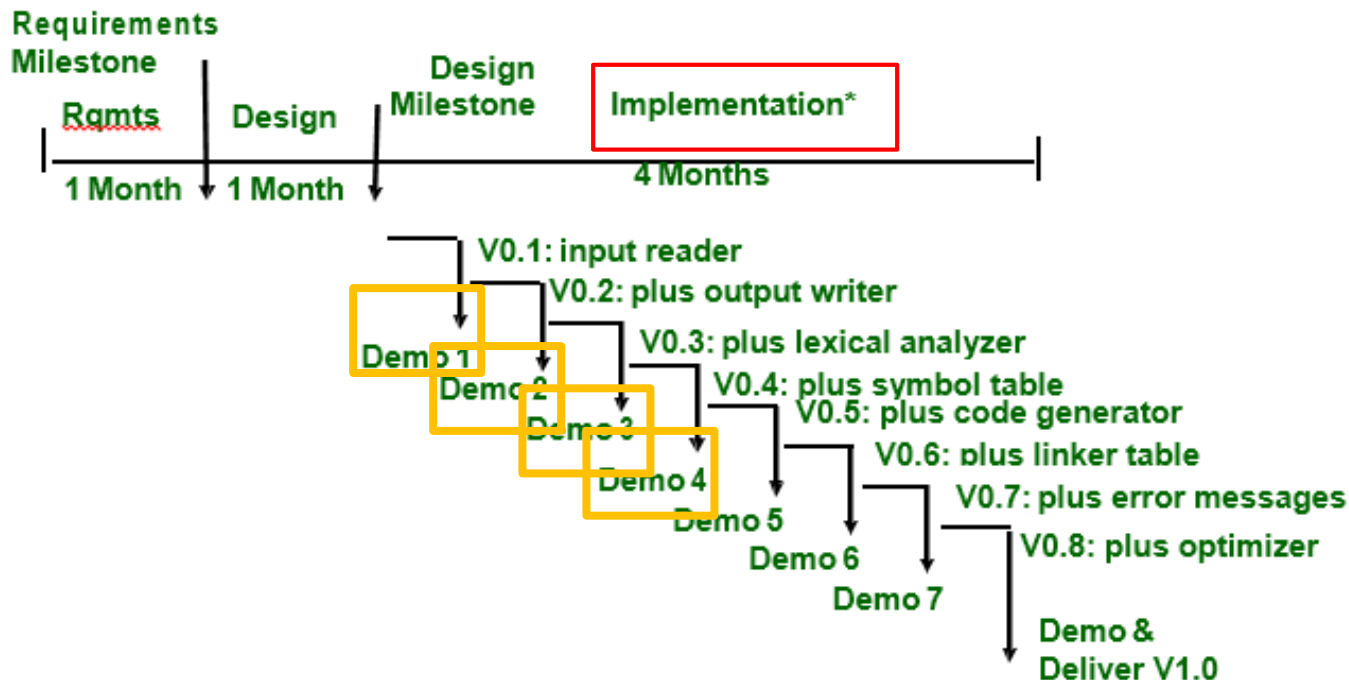 Requirements
Milestone
Rqmts
Design
Design
Milestone
Implementation*
1 Month
1 Month
4 Months
V0.1: input reader
V0.2: plus output writer
V0.3: plus lexical analyzer
V0.4: plus symbol table
V0.5: plus code generator
V0.6: plus linker table
V0.7: plus error messages
V0.8: plus optimizer
Demo 1
Demo 2
Demo 3
Demo 4
Demo 5
Demo 6
Demo 7
Demo &
Deliver V1.0